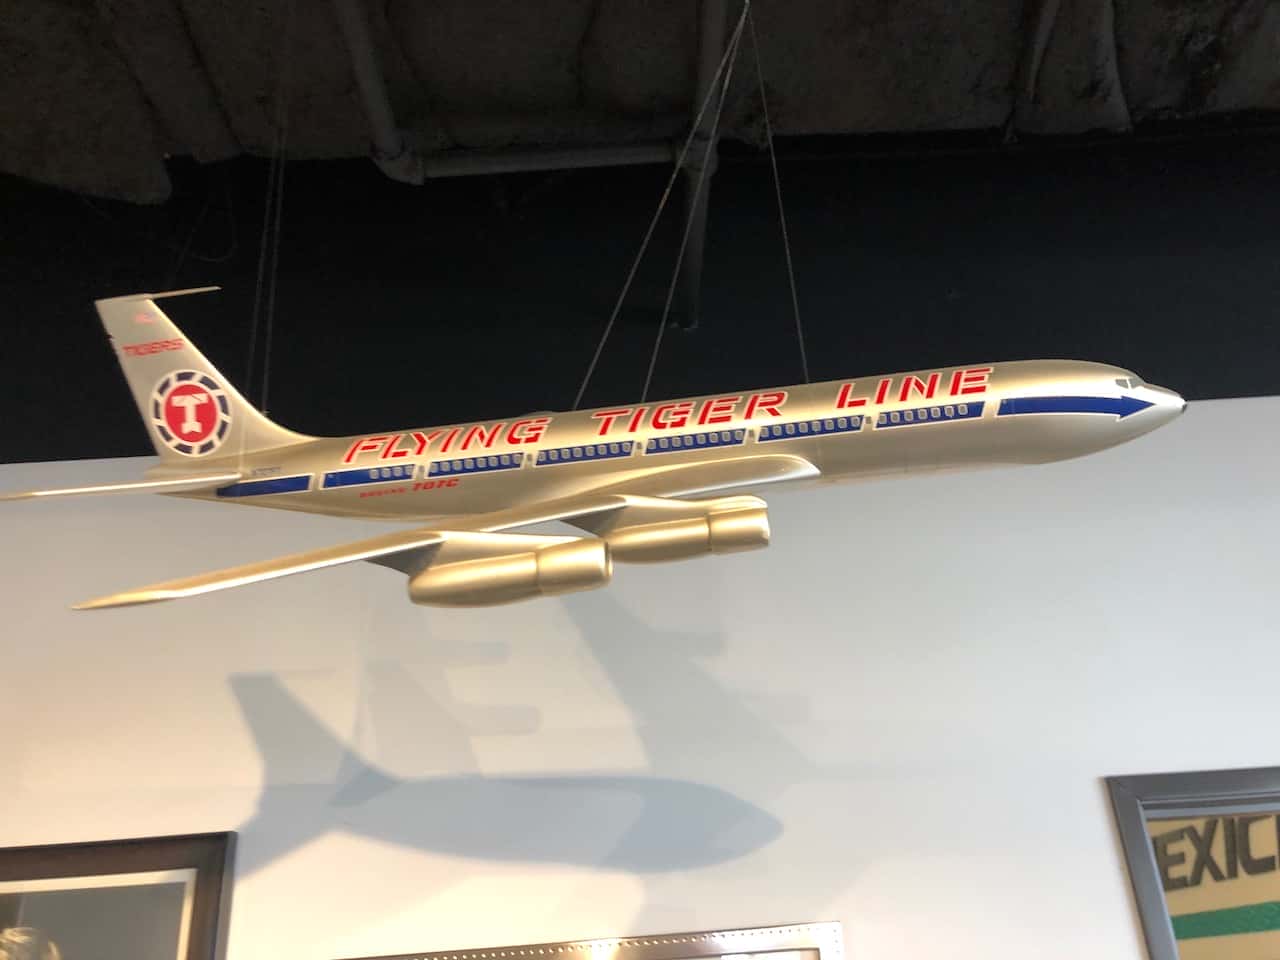 TIGERS
T
FLYING TIGER LINE
BOEING 707C
EXIC